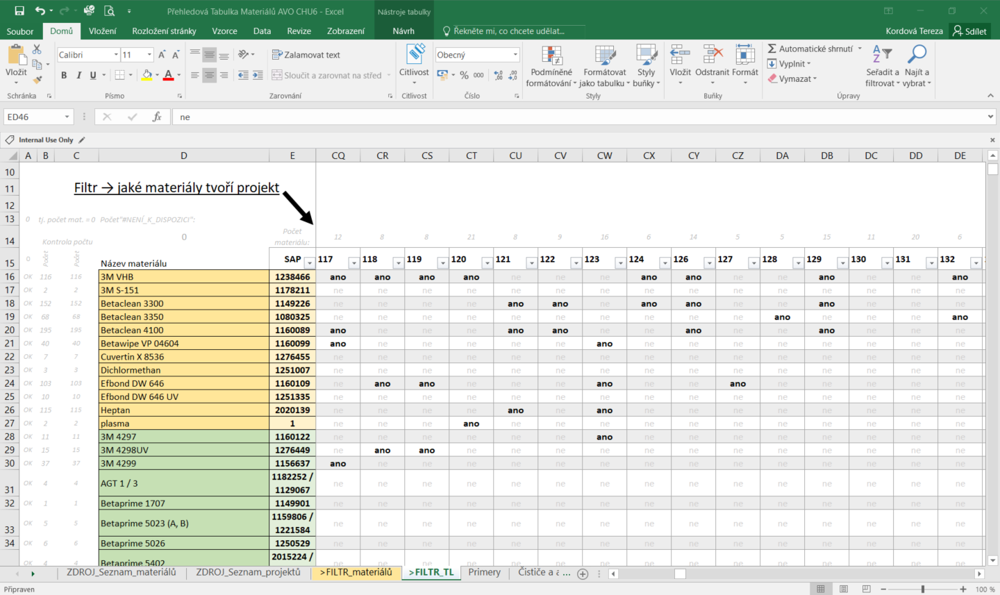 Přehledová Tabulka Materiálů AVO CHU6 - Excel
Nástroje tabulky
Soubor Domů Vložení Rozložení stránky Vzorce Data Revize Zobrazení Návrh Řekněte mi, co chcete udělat... Kordová Tereza Sdílet
Calibri 11 A A Zalamovat text Obecný Automatické shrnutí
Vložit Citlivost Podmíněné formátování Formátovat jako tabulku Styly buňky Vložit Odstranit Formát Vyplnit Seřadit a filtrovat Najít a vybrat
B I U A Sloučit a zarovnat na střed % 000 Vymazat
Schránka Písmo Zarovnání Citlivost Číslo Styly Buňky Úpravy
ED46 fx ne
Internal Use Only
A B C D E CQ CR CS CT CU CV CW CX CY CZ DA DB DC DD DE
10
11 Filtr → jaké materiály tvoří projekt
12
13 0 tj. počet mat. = 0 Počet"#NENÍ_K_DISPOZICI":
14 Kontrola počtu 0 Počet materiálu: 12 8 8 21 8 9 16 6 14 5 5 15 11 20 6
15 0 Počet Počet Název materiálu SAP 117 118 119 120 121 122 123 124 126 127 128 129 130 131 132
16 OK 116 116 3M VHB 1238466 ano ano ano ano ne ne ne ano ano ne ne ano ne ne ano
17 OK 2 2 3M S-151 1178211 ne ne ne ne ne ne ne ne ne ne ne ne ne ne ne
18 OK 152 152 Betaclean 3300 1149226 ne ne ne ne ano ano ne ano ano ne ne ano ne ne ne
19 OK 68 68 Betaclean 3350 1080325 ne ne ne ne ne ne ne ne ne ne ano ne ne ne ano
20 OK 195 195 Betaclean 4100 1160089 ano ne ne ne ano ano ne ne ano ne ne ano ne ne ne
21 OK 40 40 Betawipe VP 04604 1160099 ano ne ne ne ne ne ano ne ne ne ne ne ne ne ne
22 OK 7 7 Cuvertin X 8536 1276455 ne ne ne ne ne ne ne ne ne ne ne ne ne ne ne
23 OK 3 3 Dichlormethan 1251007 ne ne ne ne ne ne ne ne ne ne ne ne ne ne ne
24 OK 103 103 Efbond DW 646 1160109 ne ano ano ne ne ne ano ne ne ano ne ne ne ne ne
25 OK 10 10 Efbond DW 646 UV 1251335 ne ne ne ne ne ne ne ne ne ne ne ne ne ne ne
26 OK 115 115 Heptan 2020139 ne ne ne ne ano ne ano ne ne ne ne ne ne ne ne
27 OK 2 2 plasma 1 ne ne ne ano ne ne ne ne ne ne ne ne ne ne ne
28 OK 11 11 3M 4297 1160122 ne ne ne ne ne ne ano ne ne ne ne ne ne ne ne
29 OK 15 15 3M 4298UV 1276449 ne ano ano ne ne ne ne ne ne ne ne ne ne ne ne
30 OK 37 37 3M 4299 1156637 ano ne ne ne ne ne ne ne ne ne ne ne ne ne ne
31 OK 4 4 AGT 1 / 3 1182252 / 1129067 ne ne ne ne ne ne ne ne ne ne ne ne ne ne ne
32 OK 1 1 Betaprime 1707 1149901 ne ne ne ne ne ne ne ne ne ne ne ne ne ne ne
33 OK 5 5 Betaprime 5023 (A, B) 1159806 / 1221584 ne ne ne ne ne ne ne ne ne ne ne ne ne ne ne
34 OK 6 6 Betaprime 5026 1250529 ne ne ne ne ne ne ne ne ne ne ne ne ne ne ne
OK 4 4 Betaprime 5402 2015224 / ne ne ne ne ne ne ne ne ne ne ne ne ne ne ne
ZDROJ_Seznam_materiálů ZDROJ_Seznam_projektů >FILTR_materiálů >FILTR_TL Primery Čističe a a ...
Připraven 100 %